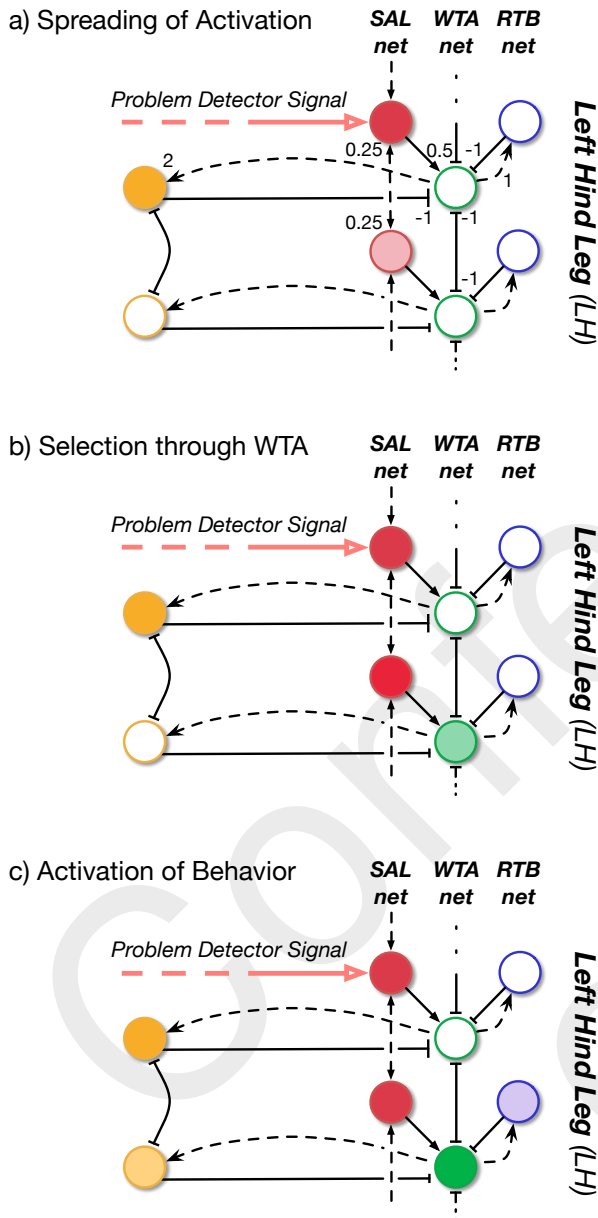 a) Spreading of Activation
SAL net
WTA net
RTB net
Problem Detector Signal
2
0.25
0.5
-1
1
0.25
-1
-1
-1
Left Hind Leg (LH)
b) Selection through WTA
SAL net
WTA net
RTB net
Problem Detector Signal
Left Hind Leg (LH)
c) Activation of Behavior
SAL net
WTA net
RTB net
Problem Detector Signal
Left Hind Leg (LH)